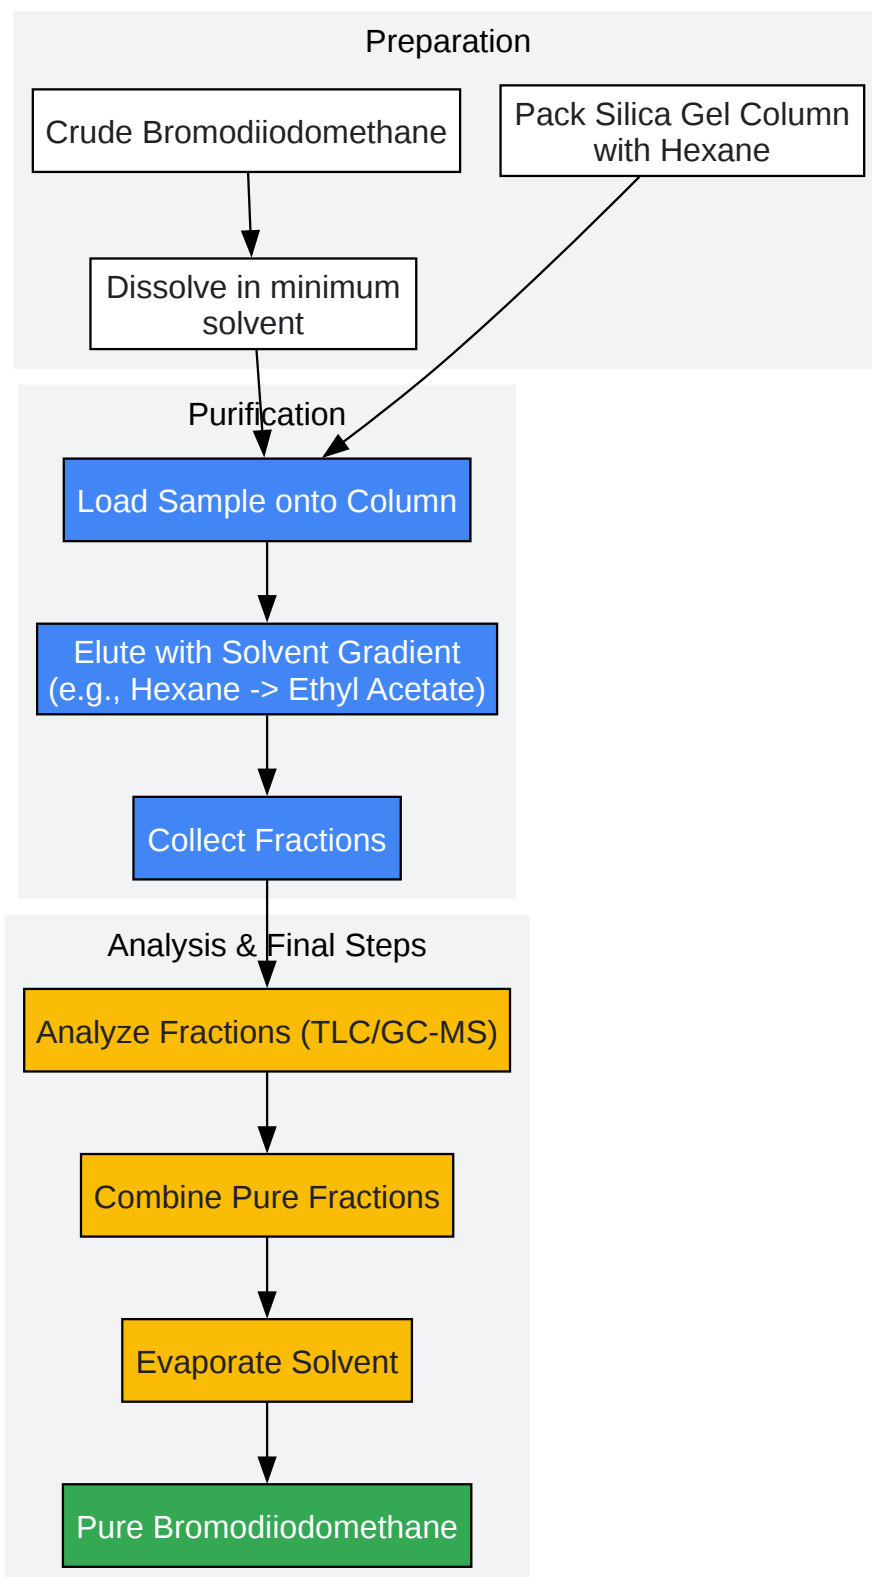 Preparation
Crude Bromodiiodomethane
Pack Silica Gel Column
with Hexane
Dissolve in minimum
solvent
Purification
Load Sample onto Column
Elute with Solvent Gradient
(e.g., Hexane -> Ethyl Acetate)
Collect Fractions
Analysis & Final Steps
Analyze Fractions (TLC/GC-MS)
Combine Pure Fractions
Evaporate Solvent
Pure Bromodiiodomethane